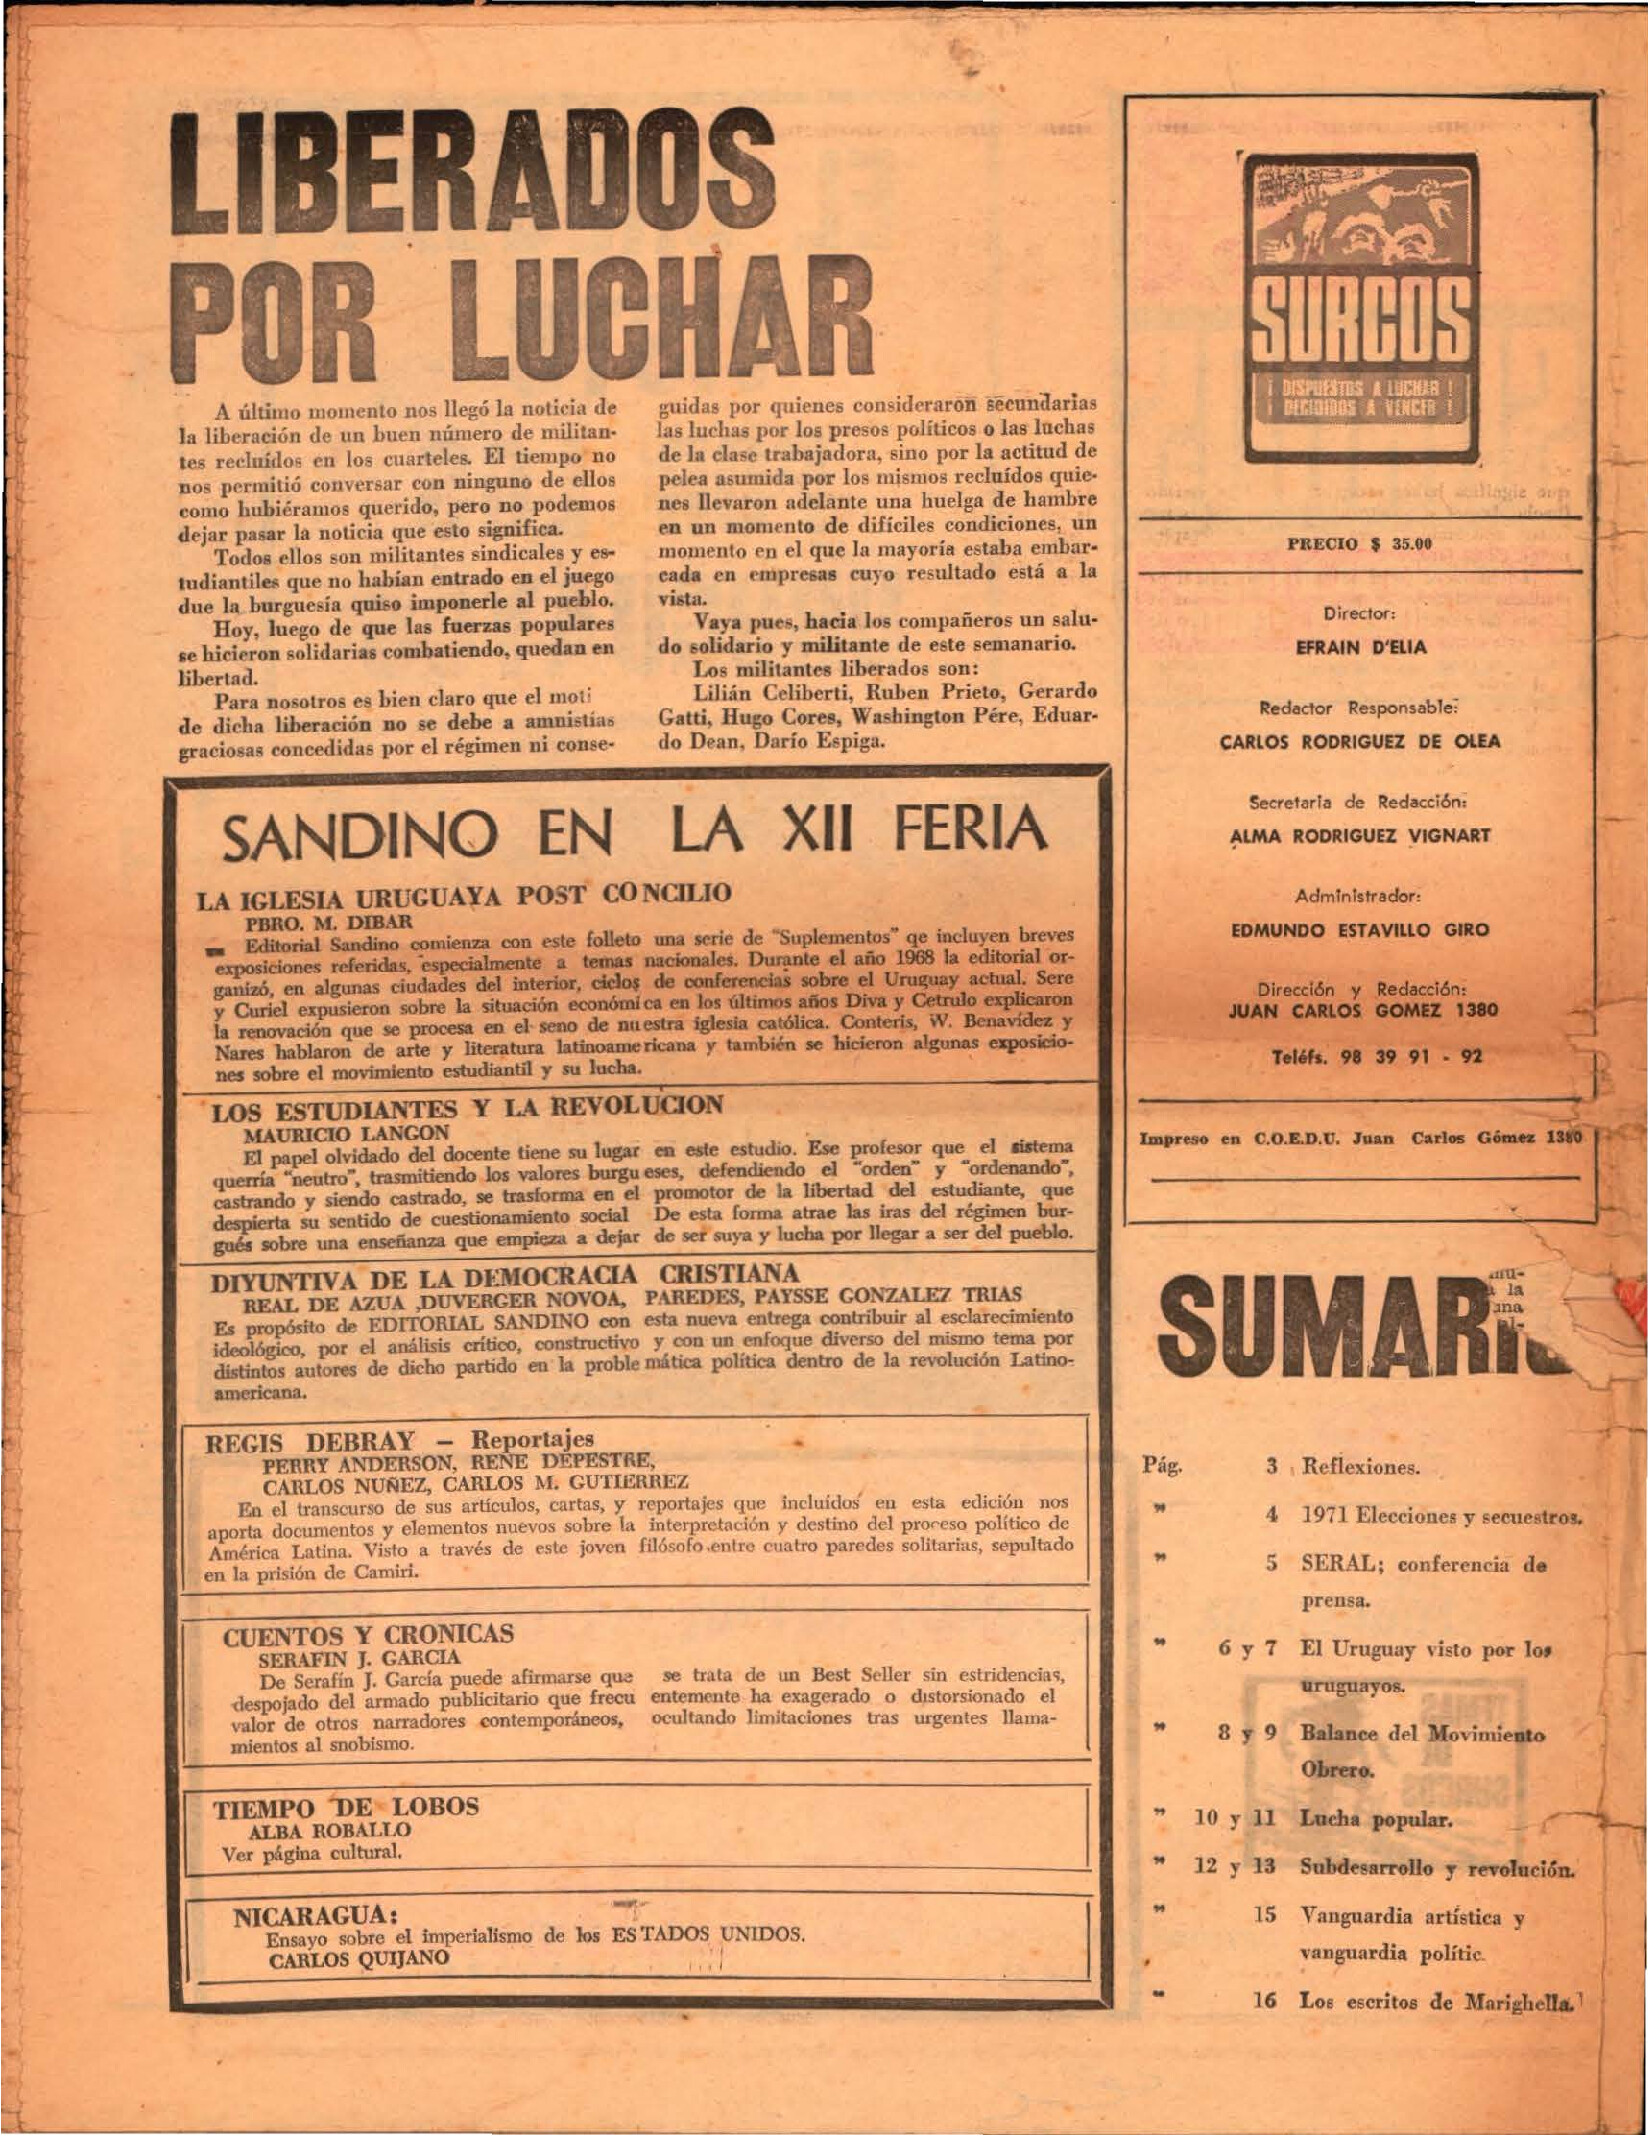 LIBERADOS
POR LUCHAR
A último momento nos llegó la noticia de
la liberación de un buen número de militan-
tes recluídos en los cuarteles. El tiempo no
nos permitió conversar con ninguno de ellos
como hubiéramos querido, pero no podemos
dejar pasar la noticia que esto significa.
Todos ellos son militantes sindicales y es-
tudiantiles que no habían entrado en el juego
due la burguesía quiso imponerle al pueblo.
Hoy, luego de que las fuerzas populares
se hicieron solidarias combatiendo, quedan en
libertad.
Para nosotros es bien claro que el moti
de dicha liberación no se debe a amnistías
graciosas concedidas por el régimen ni conse-
guidas por quienes consideraron secundarias
las luchas por los presos políticos o las luchas
de la clase trabajadora, sino por la actitud de
pelea asumida por los mismos recluídos quie-
nes llevaron adelante una huelga de hambre
en un momento de difíciles condiciones, un
momento en el que la mayoría estaba embar-
cada en empresas cuyo resultado está a la
vista.
Vaya pues, hacia los compañeros un salu-
do solidario y militante de este semanario.
Los militantes liberados son:
Lilián Celiberti, Ruben Prieto, Gerardo
Gatti, Hugo Cores, Washington Pére, Eduar-
do Dean, Darío Espiga.
SANDINO EN LA XII FERIA
LA IGLESIA URUGUAYA POST CONCILIO
PBRO. M. DIBAR
Editorial Sandino comienza con este folleto una serie de "Suplementos" qe incluyen breves
exposiciones referidas, especialmente a temas nacionales. Durante el año 1968 la editorial or-
ganizó, en algunas ciudades del interior, ciclos de conferencias sobre el Uruguay actual. Sere
y Curiel expusieron sobre la situación económica en los últimos años Diva y Cetrulo explicaron
la renovación que se procesa en el seno de nuestra iglesia católica. Conteris, W. Benavídez y
Nares hablaron de arte y literatura latinoamericana y también se hicieron algunas exposicio-
nes sobre el movimiento estudiantil y su lucha.
LOS ESTUDIANTES Y LA REVOLUCION
MAURICIO LANGON
El papel olvidado del docente tiene su lugar en este estudio. Ese profesor que el sistema
querría "neutro", trasmitiendo los valores burgueses, defendiendo el "orden" y "ordenando",
castrando y siendo castrado, se trasforma en el promotor de la libertad del estudiante, que
despierta su sentido de cuestionamiento social De esta forma atrae las iras del régimen bur-
gués sobre una enseñanza que empieza a dejar de ser suya y lucha por llegar a ser del pueblo.
DIYUNTIVA DE LA DEMOCRACIA CRISTIANA
REAL DE AZUA ,DUVERGER NOVOA, PAREDES, PAYSSE GONZALEZ TRIAS
Es propósito de EDITORIAL SANDINO con esta nueva entrega contribuir al esclarecimiento
ideológico, por el análisis crítico, constructivo y con un enfoque diverso del mismo tema por
distintos autores de dicho partido en la proble mática política dentro de la revolución Latino-
americana.
REGIS DEBRAY — Reportajes
PERRY ANDERSON, RENE DEPESTRE,
CARLOS NUÑEZ, CARLOS M. GUTIERREZ
En el transcurso de sus artículos, cartas, y reportajes que incluídos en esta edición nos
aporta documentos y elementos nuevos sobre la interpretación y destino del proceso político de
América Latina. Visto a través de este joven filósofo entre cuatro paredes solitarias, sepultado
en la prisión de Camiri.
CUENTOS Y CRONICAS
SERAFIN J. GARCIA
De Serafín J. García puede afirmarse que se trata de un Best Seller sin estridencias,
despojado del armado publicitario que frecu entemente ha exagerado o distorsionado el
valor de otros narradores contemporáneos, ocultando limitaciones tras urgentes llama-
mientos al snobismo.
TIEMPO DE LOBOS
ALBA ROBALLO
Ver página cultural.
NICARAGUA:
Ensayo sobre el imperialismo de los ESTADOS UNIDOS.
CARLOS QUIJANO
SURCOS
¡ DISPUESTOS A LUCHAR !
¡ DECIDIDOS A VENCER !
PRECIO $ 35.00
Director:
EFRAIN D'ELIA
Redactor Responsable:
CARLOS RODRIGUEZ DE OLEA
Secretaría de Redacción:
ALMA RODRIGUEZ VIGNART
Administrador:
EDMUNDO ESTAVILLO GIRO
Dirección y Redacción:
JUAN CARLOS GOMEZ 1380
Teléfs. 98 39 91 - 92
Impreso en C.O.E.D.U. Juan Carlos Gómez 1380
SUMARIO
Pág. 3 Reflexiones.
" 4 1971 Elecciones y secuestros.
" 5 SERAL; conferencia de
prensa.
" 6 y 7 El Uruguay visto por los
uruguayos.
" 8 y 9 Balance del Movimiento
Obrero.
" 10 y 11 Lucha popular.
" 12 y 13 Subdesarrollo y revolución.
" 15 Vanguardia artística y
vanguardia polític
" 16 Los escritos de Marighella.